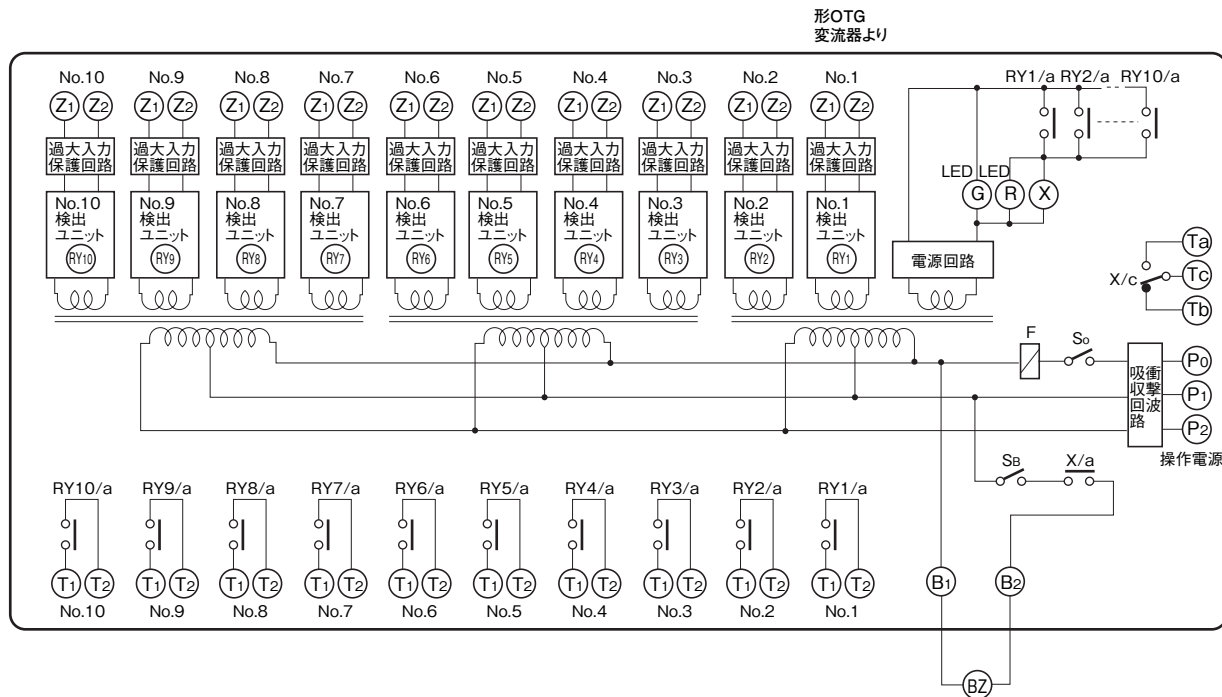 形OTG
変流器より
No.10 No.9 No.8 No.7 No.6 No.5 No.4 No.3 No.2 No.1
RY1/a RY2/a RY10/a
Z1 Z2 Z1 Z2 Z1 Z2 Z1 Z2 Z1 Z2 Z1 Z2 Z1 Z2 Z1 Z2 Z1 Z2 Z1 Z2
過大入力 過大入力 過大入力 過大入力 過大入力 過大入力 過大入力 過大入力 過大入力 過大入力
保護回路 保護回路 保護回路 保護回路 保護回路 保護回路 保護回路 保護回路 保護回路 保護回路
LED LED
G R X
No.10 No.9 No.8 No.7 No.6 No.5 No.4 No.3 No.2 No.1
検出 検出 検出 検出 検出 検出 検出 検出 検出 検出
ユニット ユニット ユニット ユニット ユニット ユニット ユニット ユニット ユニット ユニット
RY10 RY9 RY8 RY7 RY6 RY5 RY4 RY3 RY2 RY1
電源回路
Ta
X/c Tc
Tb
F So
衝撃波
吸収回路
P0
P1
P2
操作電源
SB X/a
RY10/a RY9/a RY8/a RY7/a RY6/a RY5/a RY4/a RY3/a RY2/a RY1/a
T1 T2 T1 T2 T1 T2 T1 T2 T1 T2 T1 T2 T1 T2 T1 T2 T1 T2 T1 T2
B1 B2
No.10 No.9 No.8 No.7 No.6 No.5 No.4 No.3 No.2 No.1
BZ